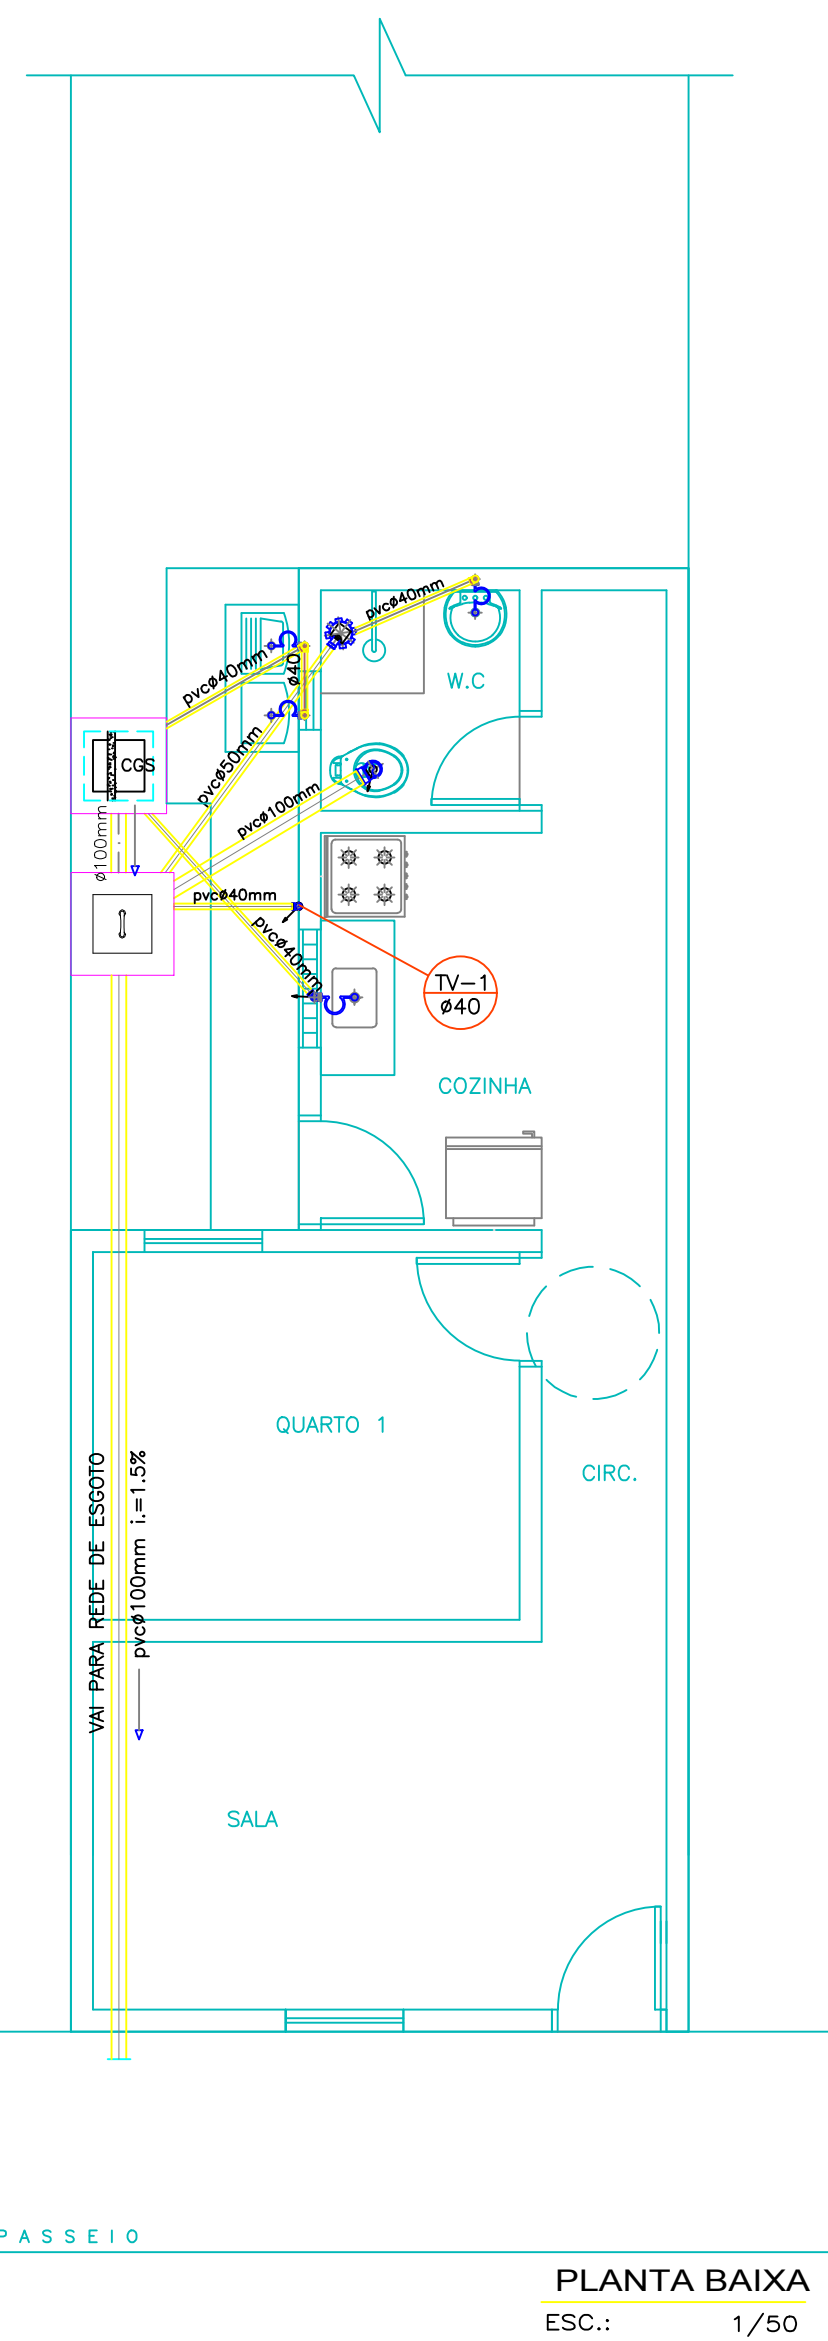 pvcø40mm
W.C
pvcø40mm
ø40
CGS
pvcø50mm
pvcø100mm
ø100mm
pvcø40mm
pvcø40mm
TV-1
ø40
COZINHA
QUARTO 1
CIRC.
VAI PARA REDE DE ESGOTO
pvcø100mm i.=1.5%
SALA
PASSEIO
PLANTA BAIXA
ESC.: 1/50